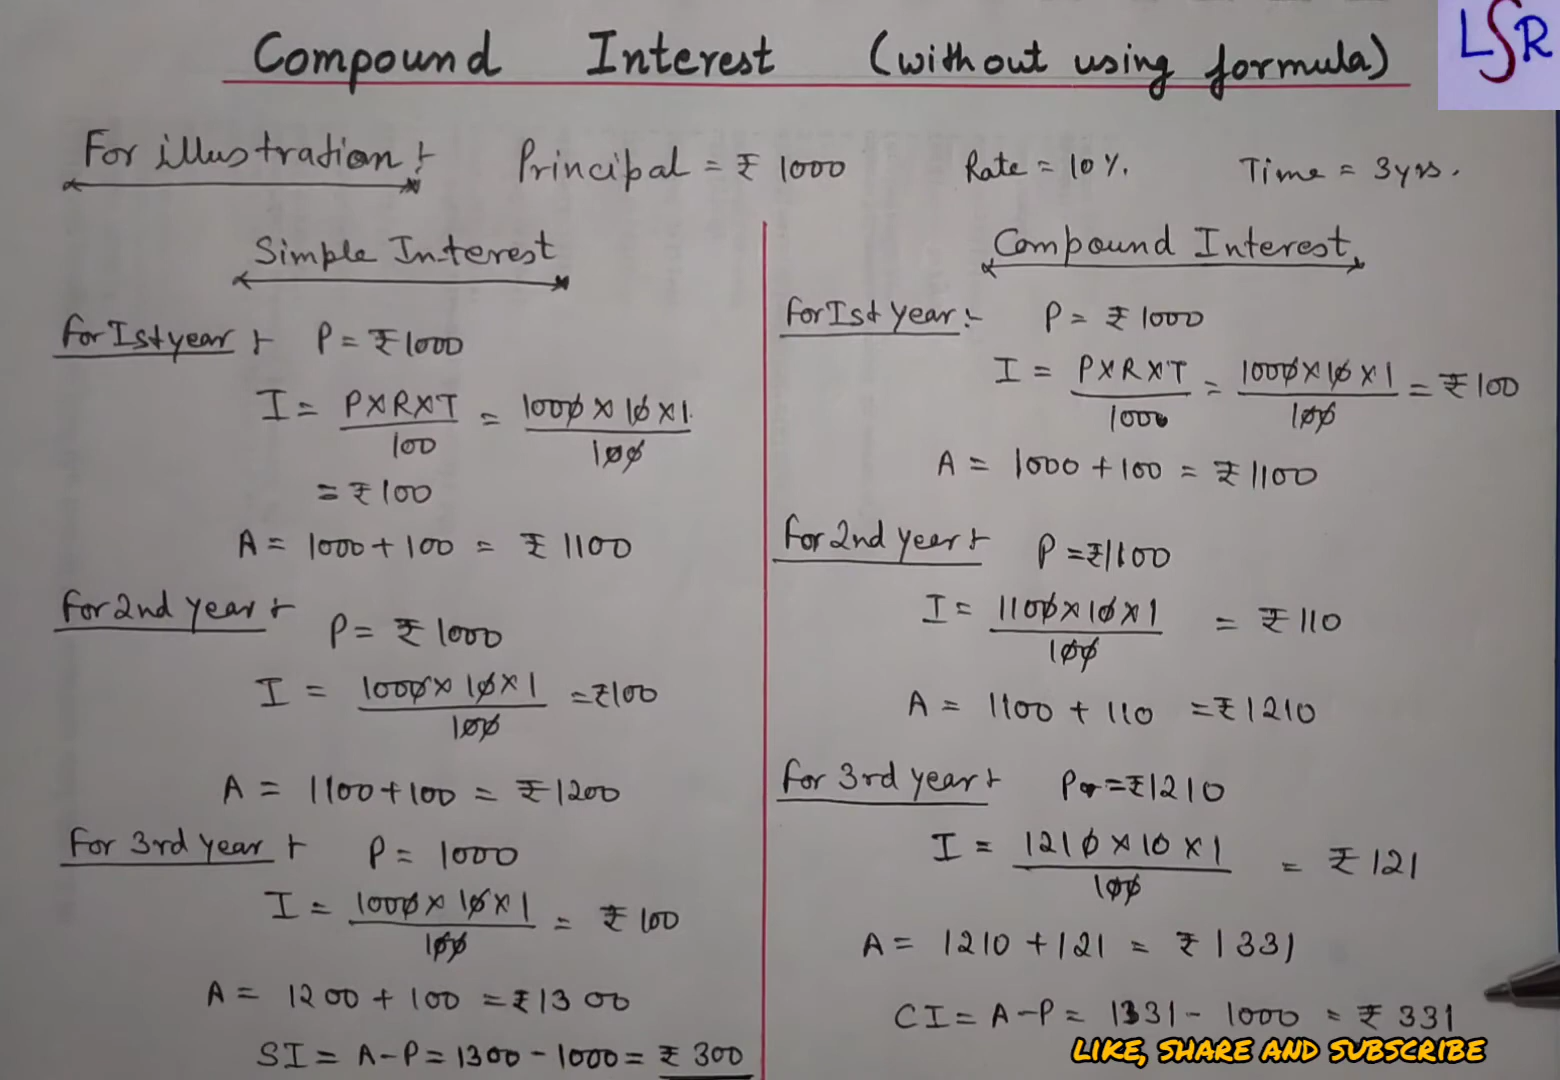 Compound Interest (without using formula)
LSR
For illustration :- Principal = ₹ 1000 Rate = 10%. Time = 3yrs.
Simple Interest
For Ist year :- P = ₹ 1000
I = P×R×T / 100 = 1000 × 10 × 1 / 100
= ₹ 100
A = 1000 + 100 = ₹ 1100
For 2nd year :-
P = ₹ 1000
I = 1000 × 10 × 1 / 100 = ₹100
A = 1100 + 100 = ₹ 1200
For 3rd year :- P = 1000
I = 1000 × 10 × 1 / 100 = ₹ 100
A = 1200 + 100 = ₹ 1300
SI = A - P = 1300 - 1000 = ₹ 300
Compound Interest
For Ist year :- P = ₹ 1000
I = P×R×T / 1000 = 1000 × 10 × 1 / 100 = ₹ 100
A = 1000 + 100 = ₹ 1100
For 2nd year :- P = ₹1100
I = 1100 × 10 × 1 / 100 = ₹ 110
A = 1100 + 110 = ₹ 1210
For 3rd year :- P = ₹1210
I = 1210 × 10 × 1 / 100 = ₹ 121
A = 1210 + 121 = ₹ 1331
CI = A - P = 1331 - 1000 = ₹ 331
LIKE, SHARE AND SUBSCRIBE